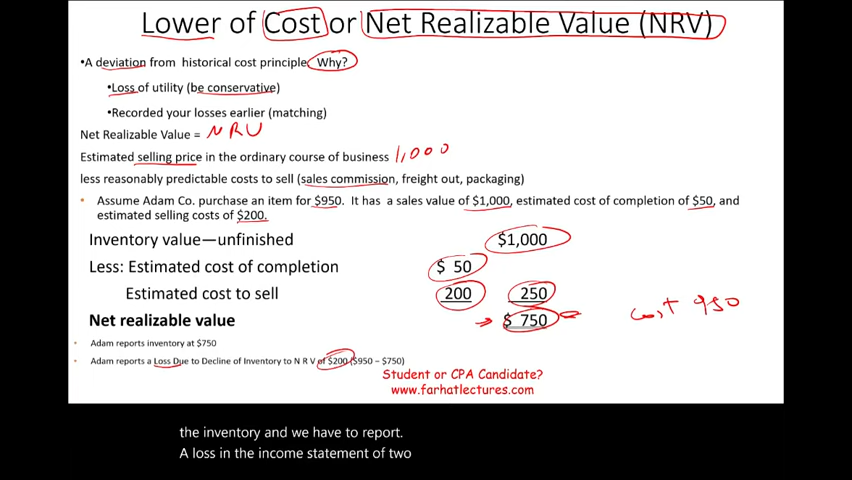 Lower of Cost or Net Realizable Value (NRV)
•A deviation from historical cost principle. Why?
•Loss of utility (be conservative)
•Recorded your losses earlier (matching)
Net Realizable Value = NRV
Estimated selling price in the ordinary course of business 1,000
less reasonably predictable costs to sell (sales commission, freight out, packaging)
• Assume Adam Co. purchase an item for $950. It has a sales value of $1,000, estimated cost of completion of $50, and
estimated selling costs of $200.
Inventory value—unfinished $1,000
Less: Estimated cost of completion $ 50
Estimated cost to sell 200 250
Net realizable value $ 750 cost 950
• Adam reports inventory at $750
• Adam reports a Loss Due to Decline of Inventory to N R V of $200 ($950 – $750)
Student or CPA Candidate?
www.farhatlectures.com
the inventory and we have to report.
A loss in the income statement of two